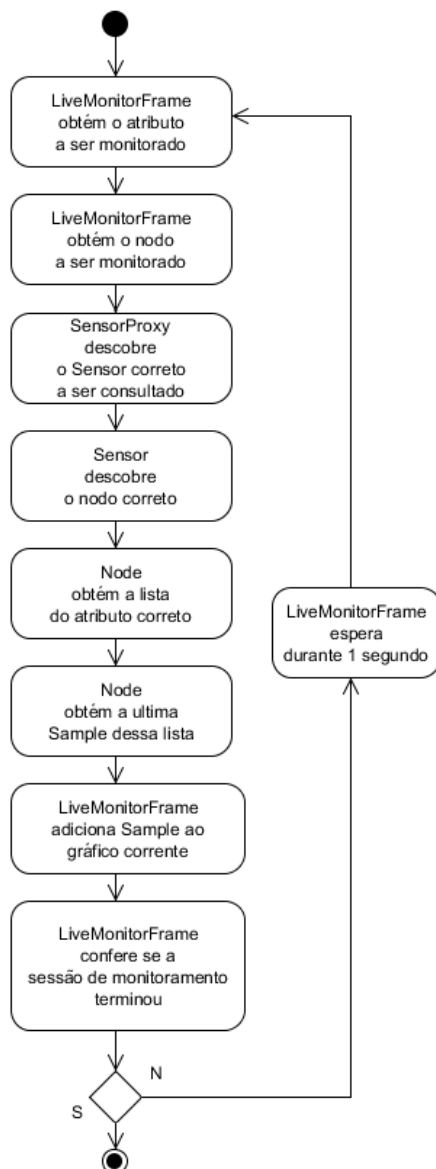 LiveMonitorFrame
obtém o atributo
a ser monitorado
LiveMonitorFrame
obtém o nodo
a ser monitorado
SensorProxy
descobre
o Sensor correto
a ser consultado
Sensor
descobre
o nodo correto
Node
obtém a lista
do atributo correto
LiveMonitorFrame
espera
durante 1 segundo
Node
obtém a ultima
Sample dessa lista
LiveMonitorFrame
adiciona Sample ao
gráfico corrente
LiveMonitorFrame
confere se a
sessão de monitoramento
terminou
N
S